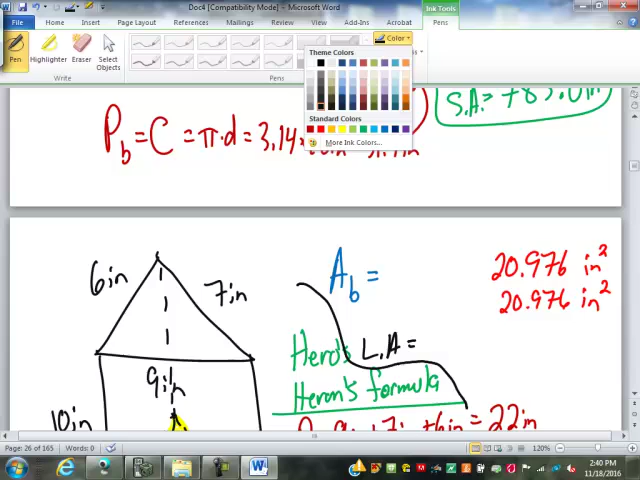 Doc4 [Compatibility Mode] - Microsoft Word
Ink Tools
File Home Insert Page Layout References Mailings Review View Add-Ins Acrobat Pens
Color
Pen Highlighter Eraser Select Objects
Write
Pens
Theme Colors
Standard Colors
More Ink Colors...
P_b = C = π·d = 3.14
6in
7in
9in
10in
A_b =
20.976 in²
20.976 in²
Hero's
L.A =
Heron's formula
= 22in
Page: 26 of 165 Words: 0
120%
2:40 PM
11/18/2016